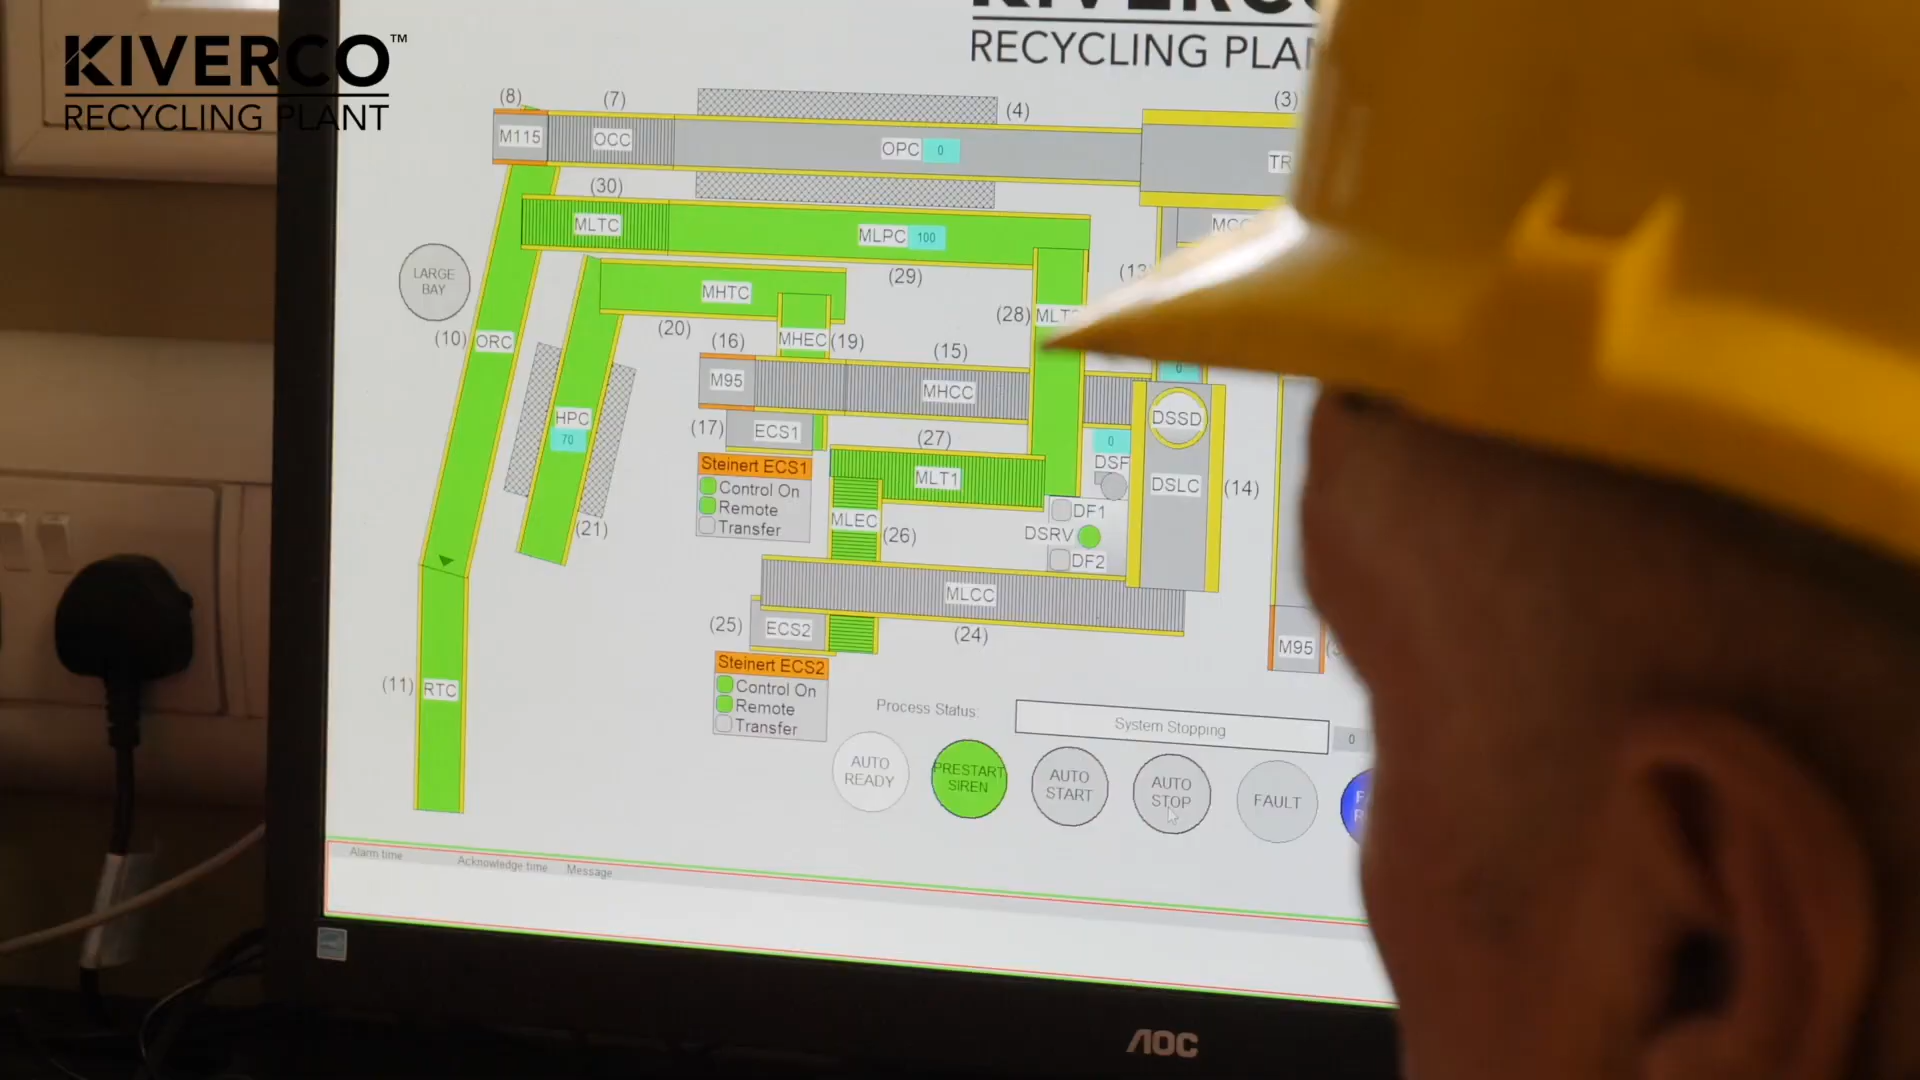 KIVERCO™
RECYCLING PLANT
RECYCLING
(8)
(7)
(4)
(3)
M115
OCC
OPC 0
(30)
MLTC
MLPC 100
(29)
LARGE
BAY
MHTC
(20)
(28)
(10)
ORC
(16)
MHEC
(19)
(15)
M95
MHCC
0
HPC
70
(17)
ECS1
(27)
0
DSSD
Steinert ECS1
Control On
Remote
Transfer
MLT1
DSF
DSLC
(14)
(21)
MLEC
(26)
DF1
DSRV
DF2
MLCC
(25)
ECS2
(24)
M95
Steinert ECS2
Control On
Remote
Transfer
(11)
RTC
Process Status:
System Stopping
0
AUTO
READY
PRESTART
SIREN
AUTO
START
AUTO
STOP
FAULT
Alarm time
Acknowledge time
Message
AOC